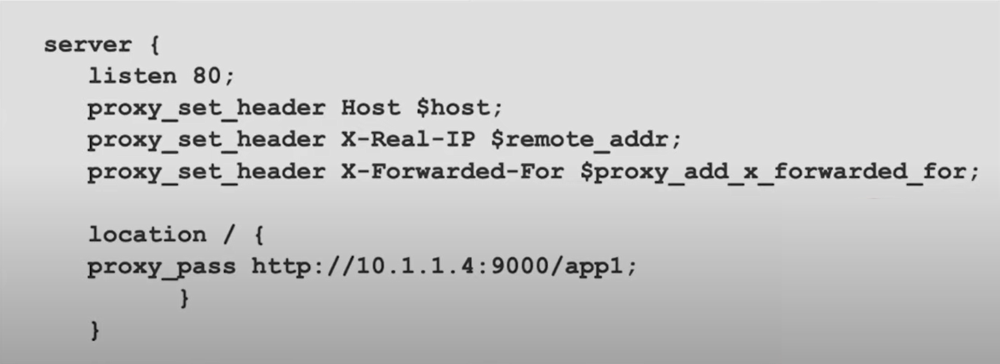 server {
listen 80;
proxy_set_header Host $host;
proxy_set_header X-Real-IP $remote_addr;
proxy_set_header X-Forwarded-For $proxy_add_x_forwarded_for;
location / {
proxy_pass http://10.1.1.4:9000/app1;
}
}